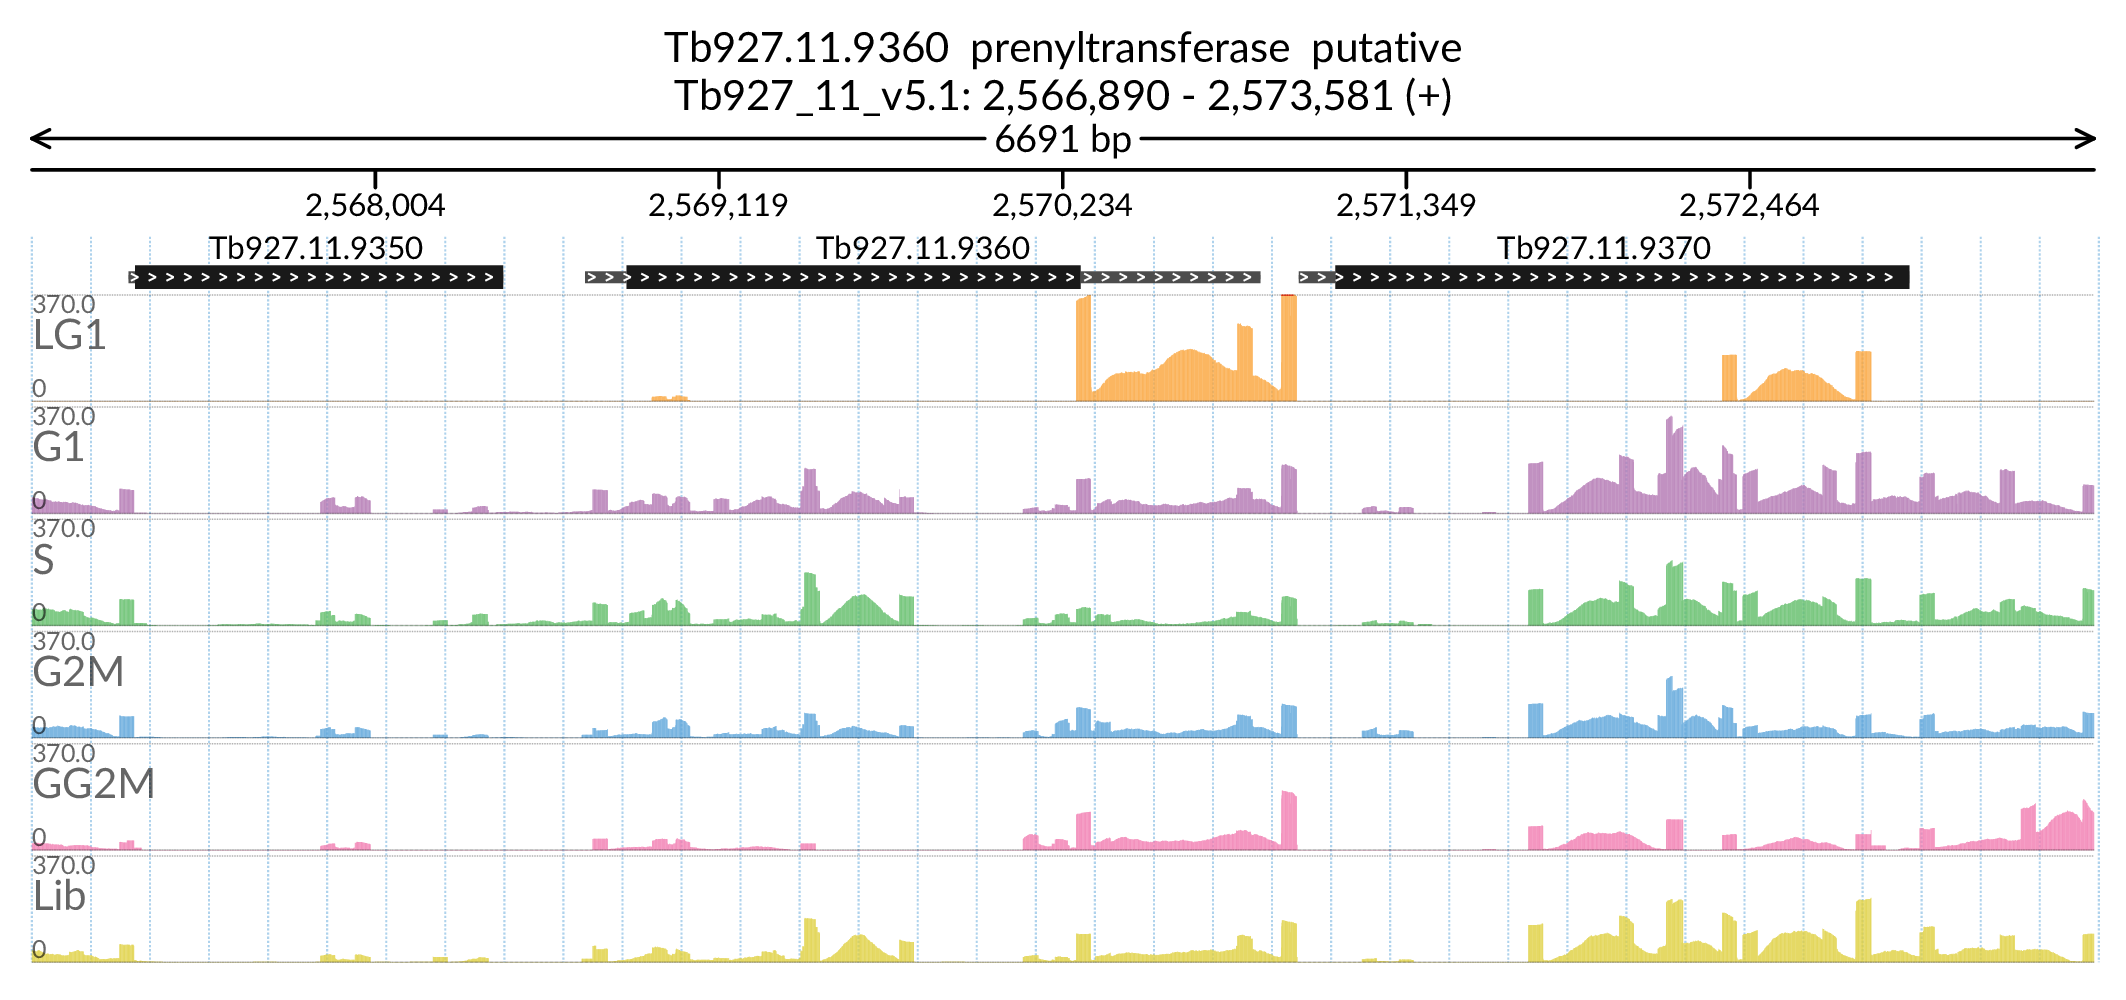 Tb927.11.9360 prenyltransferase putative
Tb927_11_v5.1: 2,566,890 - 2,573,581 (+)
6691 bp
2,568,004 2,569,119 2,570,234 2,571,349 2,572,464
Tb927.11.9350 Tb927.11.9360 Tb927.11.9370
370.0
LG1
0
370.0
G1
0
370.0
S
0
370.0
G2M
0
370.0
GG2M
0
370.0
Lib
0